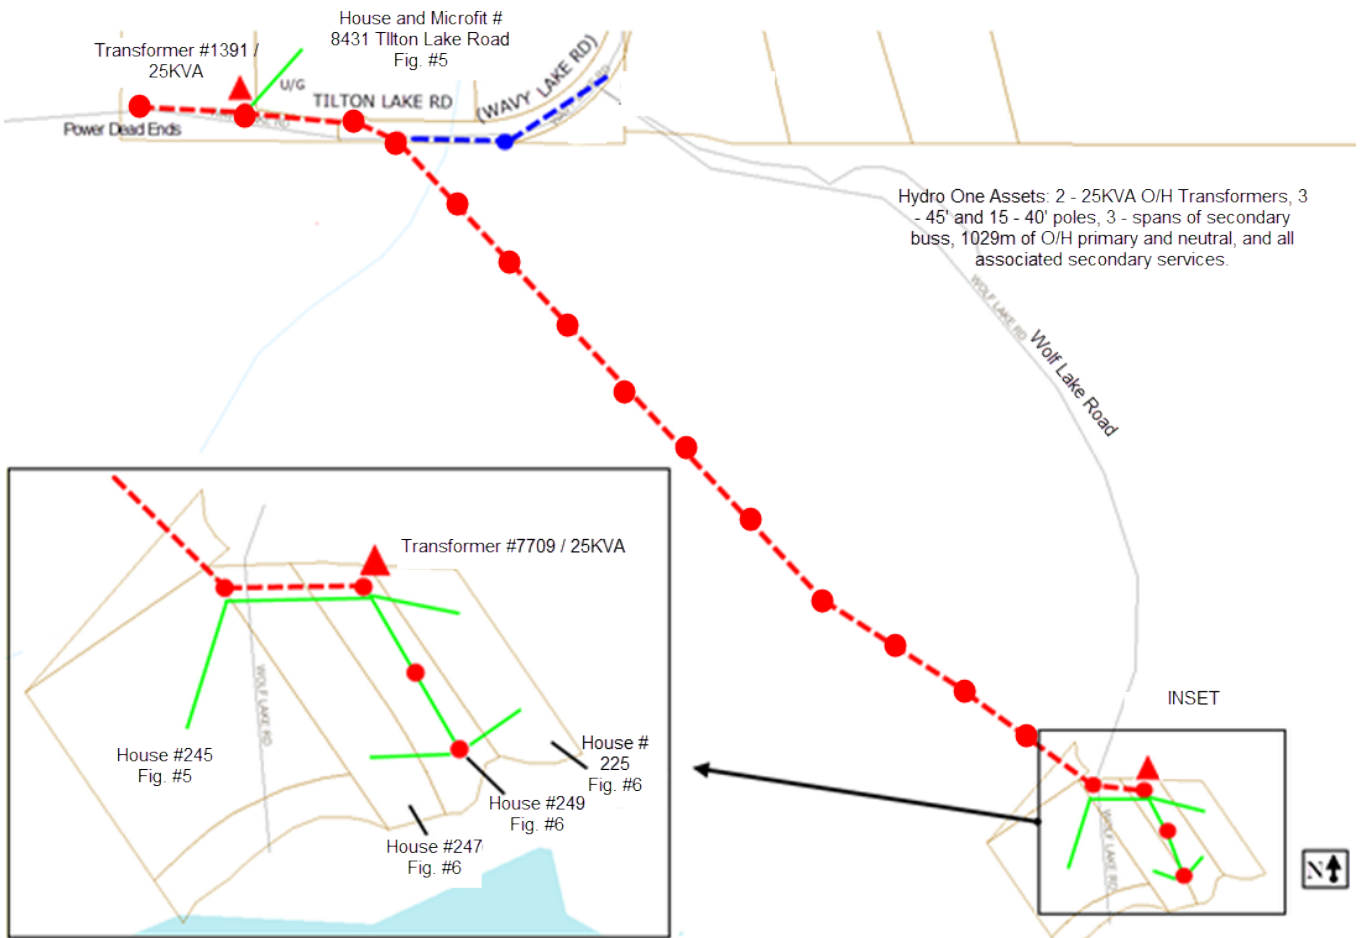 House and Microfit #
8431 TIlton Lake Road
Fig. #5
Transformer #1391 /
25KVA
U/G
TILTON LAKE RD
(WAVY LAKE RD)
Power Dead Ends
Hydro One Assets: 2 - 25KVA O/H Transformers, 3
- 45' and 15 - 40' poles, 3 - spans of secondary
buss, 1029m of O/H primary and neutral, and all
associated secondary services.
WOLF LAKE RD
Wolf Lake Road
Transformer #7709 / 25KVA
WOLF LAKE RD
House #245
Fig. #5
House #
225
Fig. #6
House #249
Fig. #6
House #247
Fig. #6
INSET
WOLF LAKE RD
N